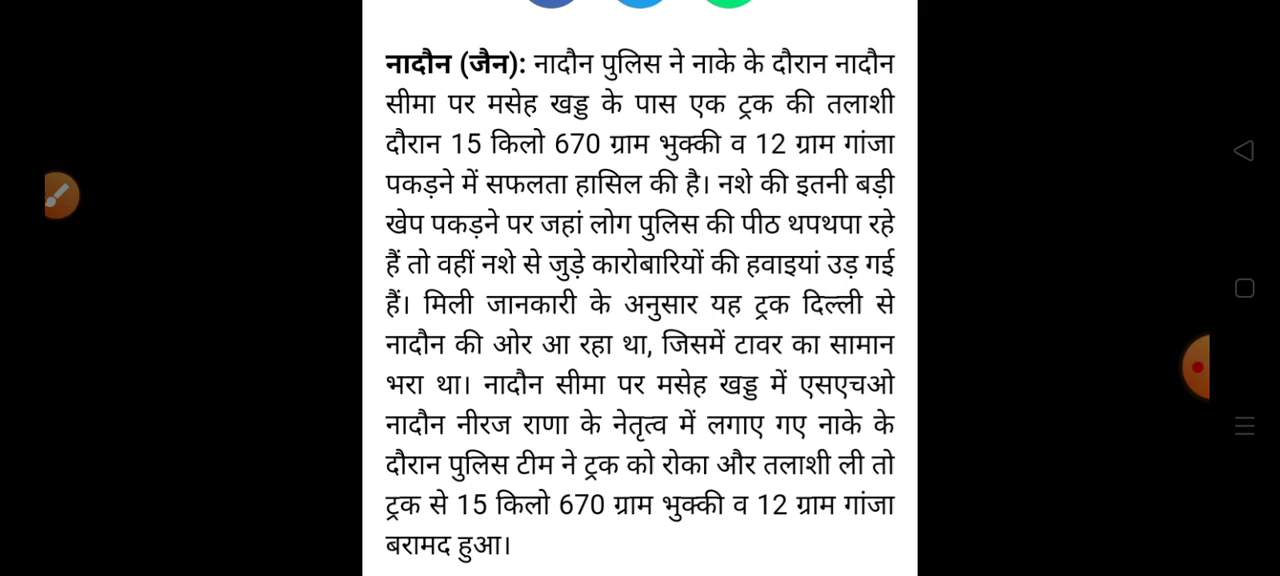 नादौन (जैन): नादौन पुलिस ने नाके के दौरान नादौन
सीमा पर मसेह खड्ड के पास एक ट्रक की तलाशी
दौरान 15 किलो 670 ग्राम भुक्की व 12 ग्राम गांजा
पकड़ने में सफलता हासिल की है। नशे की इतनी बड़ी
खेप पकड़ने पर जहां लोग पुलिस की पीठ थपथपा रहे
हैं तो वहीं नशे से जुड़े कारोबारियों की हवाइयां उड़ गई
हैं। मिली जानकारी के अनुसार यह ट्रक दिल्ली से
नादौन की ओर आ रहा था, जिसमें टावर का सामान
भरा था। नादौन सीमा पर मसेह खड्ड में एसएचओ
नादौन नीरज राणा के नेतृत्व में लगाए गए नाके के
दौरान पुलिस टीम ने ट्रक को रोका और तलाशी ली तो
ट्रक से 15 किलो 670 ग्राम भुक्की व 12 ग्राम गांजा
बरामद हुआ।